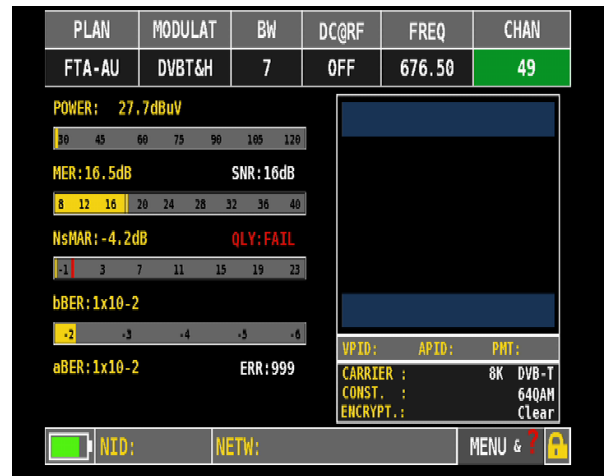 PLAN MODULAT BW DC@RF FREQ CHAN
FTA-AU DVBT&H 7 OFF 676.50 49
POWER: 27.7dBuV
30 45 60 75 90 105 120
MER:16.5dB SNR:16dB
8 12 16 20 24 28 32 36 40
NsMAR:-4.2dB QLY:FAIL
-1 3 7 11 15 19 23
bBER:1x10-2
-2 -3 -4 -5 -6
aBER:1x10-2 ERR:999
VPID: APID: PMT:
CARRIER : 8K DVB-T
CONST. : 64QAM
ENCRYPT.: Clear
NID: NETW: MENU & ?